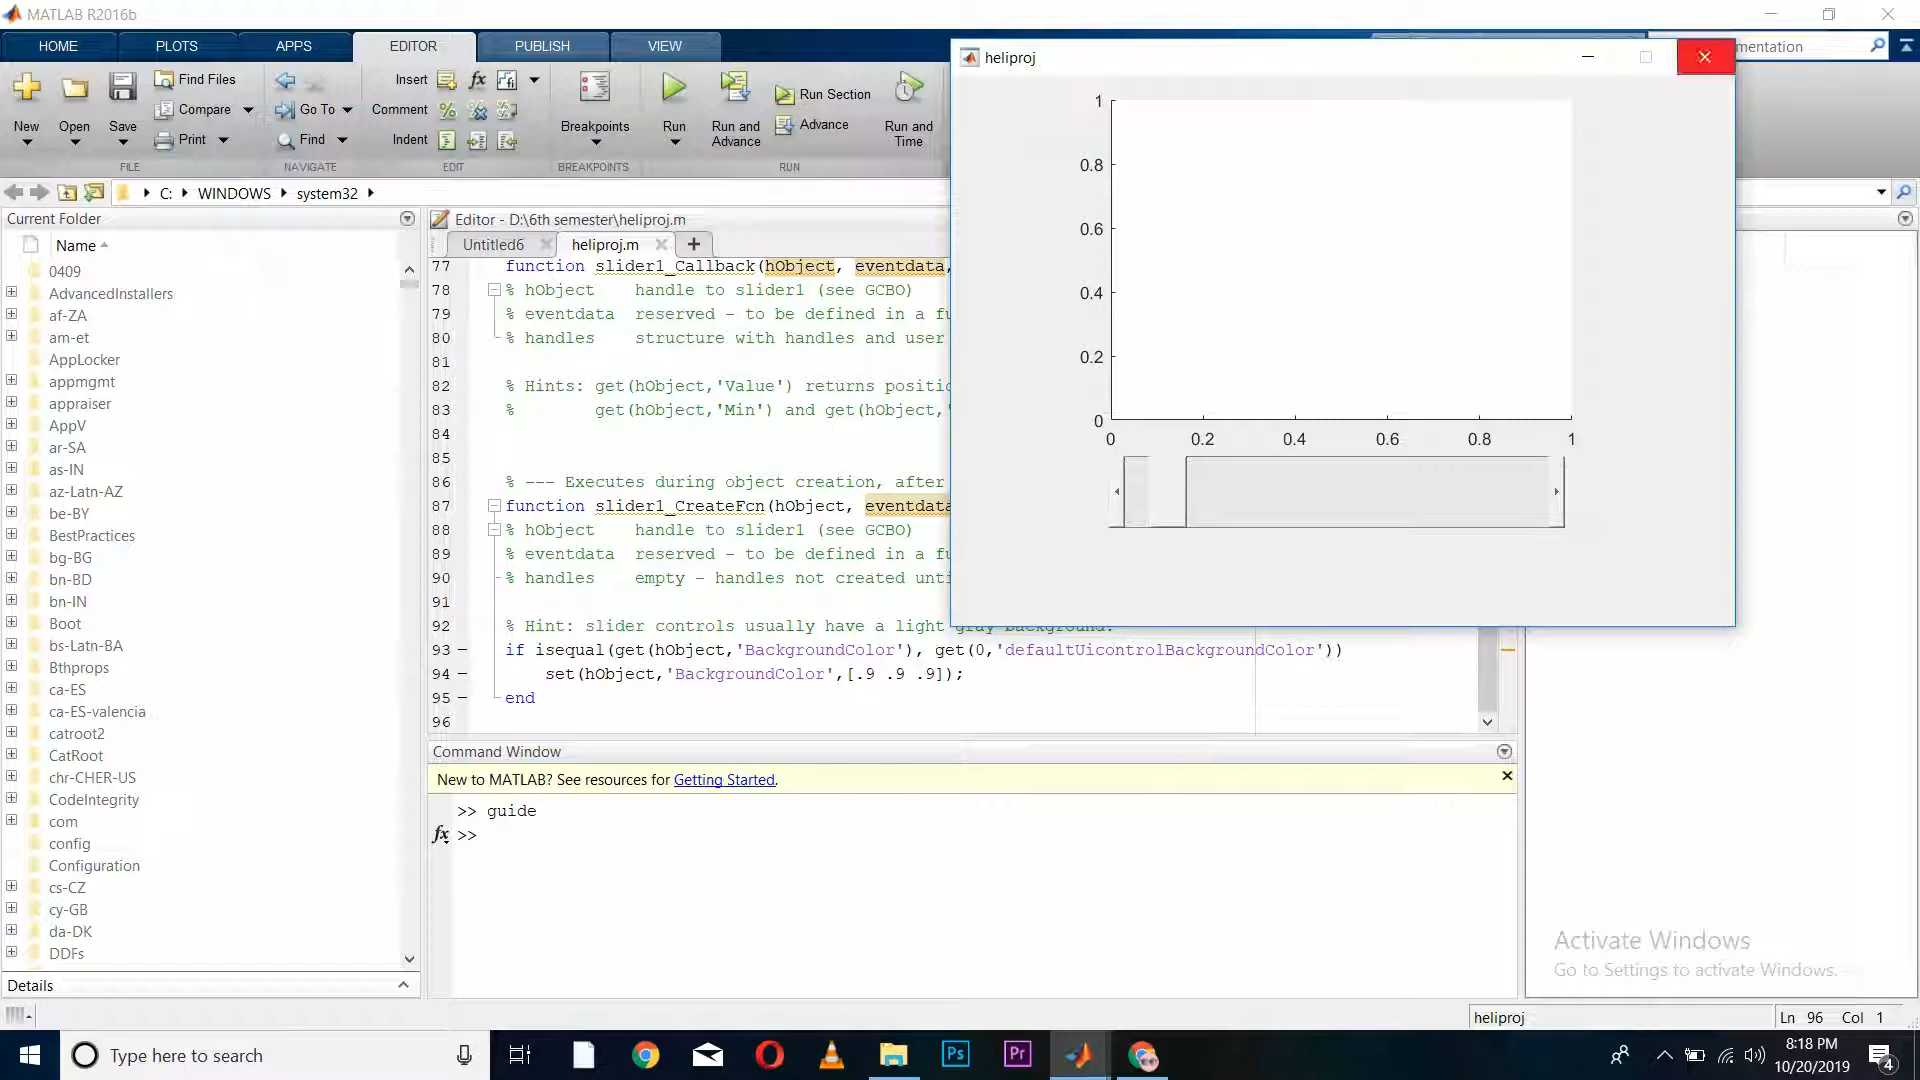 MATLAB R2016b
HOME
PLOTS
APPS
EDITOR
PUBLISH
VIEW
mentation
New
Open
Save
Find Files
Compare
Print
Go To
Find
Insert
fx
Comment
Indent
Breakpoints
Run
Run and
Advance
Run Section
Advance
Run and
Time
FILE
NAVIGATE
EDIT
BREAKPOINTS
RUN
C:
WINDOWS
system32
Current Folder
Name
0409
AdvancedInstallers
af-ZA
am-et
AppLocker
appmgmt
appraiser
AppV
ar-SA
as-IN
az-Latn-AZ
be-BY
BestPractices
bg-BG
bn-BD
bn-IN
Boot
bs-Latn-BA
Bthprops
ca-ES
ca-ES-valencia
catroot2
CatRoot
chr-CHER-US
CodeIntegrity
com
config
Configuration
cs-CZ
cy-GB
da-DK
DDFs
Details
Editor - D:\6th semester\heliproj.m
Untitled6
heliproj.m
77 function slider1_Callback(hObject, eventdata,
78 % hObject    handle to slider1 (see GCBO)
79 % eventdata  reserved - to be defined in a fu
80 % handles    structure with handles and user
81
82 % Hints: get(hObject,'Value') returns positio
83 %        get(hObject,'Min') and get(hObject,'
84
85
86 % --- Executes during object creation, after
87 function slider1_CreateFcn(hObject, eventdata
88 % hObject    handle to slider1 (see GCBO)
89 % eventdata  reserved - to be defined in a fu
90 % handles    empty - handles not created unti
91
92 % Hint: slider controls usually have a light gray background.
93 if isequal(get(hObject,'BackgroundColor'), get(0,'defaultUicontrolBackgroundColor'))
94     set(hObject,'BackgroundColor',[.9 .9 .9]);
95 end
96
heliproj
1
0.8
0.6
0.4
0.2
0
0 0.2 0.4 0.6 0.8 1
Command Window
New to MATLAB? See resources for Getting Started.
>> guide
fx >>
Activate Windows
Go to Settings to activate Windows.
heliproj
Ln 96 Col 1
Type here to search
Ps
Pr
8:18 PM
10/20/2019
4